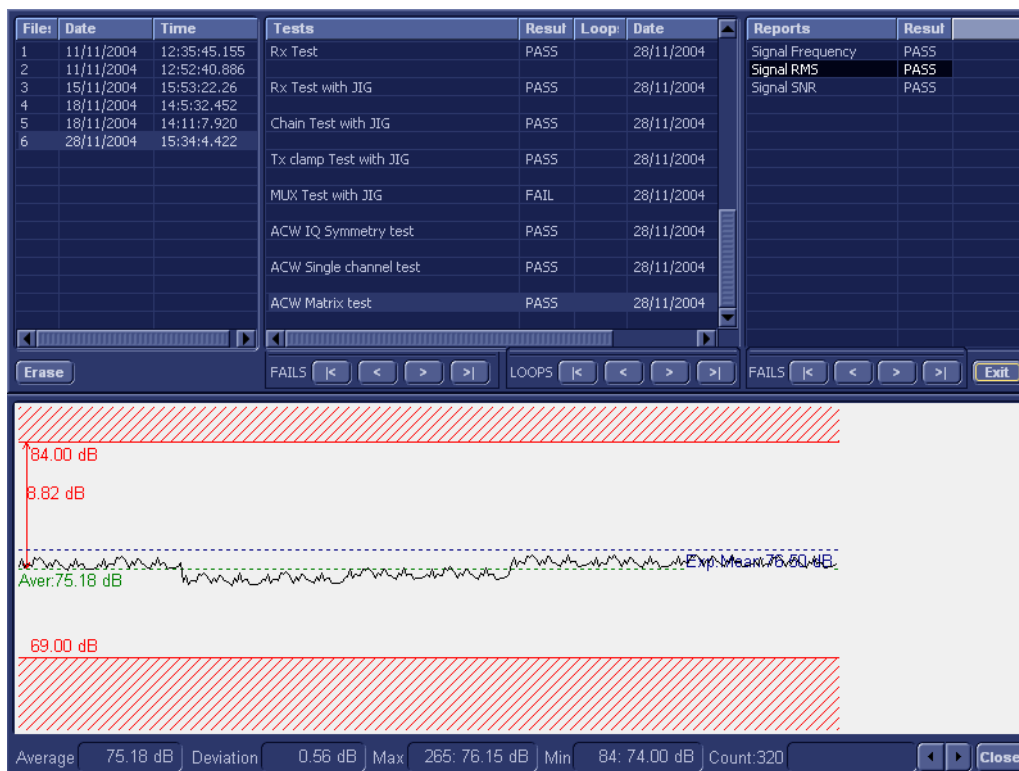 File: Date Time
1 11/11/2004 12:35:45.155
2 11/11/2004 12:52:40.886
3 15/11/2004 15:53:22.26
4 18/11/2004 14:5:32.452
5 18/11/2004 14:11:7.920
6 28/11/2004 15:34:4.422
Erase
Tests Result Loop: Date
Rx Test PASS 28/11/2004
Rx Test with JIG PASS 28/11/2004
Chain Test with JIG PASS 28/11/2004
Tx clamp Test with JIG PASS 28/11/2004
MUX Test with JIG FAIL 28/11/2004
ACW IQ Symmetry test PASS 28/11/2004
ACW Single channel test PASS 28/11/2004
ACW Matrix test PASS 28/11/2004
FAILS |< < > >| LOOPS |< < > >|
Reports Result
Signal Frequency PASS
Signal RMS PASS
Signal SNR PASS
FAILS |< < > >| Exit
84.00 dB
8.82 dB
Exp.Mean:76.50 dB
Aver:75.18 dB
69.00 dB
Average 75.18 dB Deviation 0.56 dB Max 265: 76.15 dB Min 84: 74.00 dB Count:320 Close